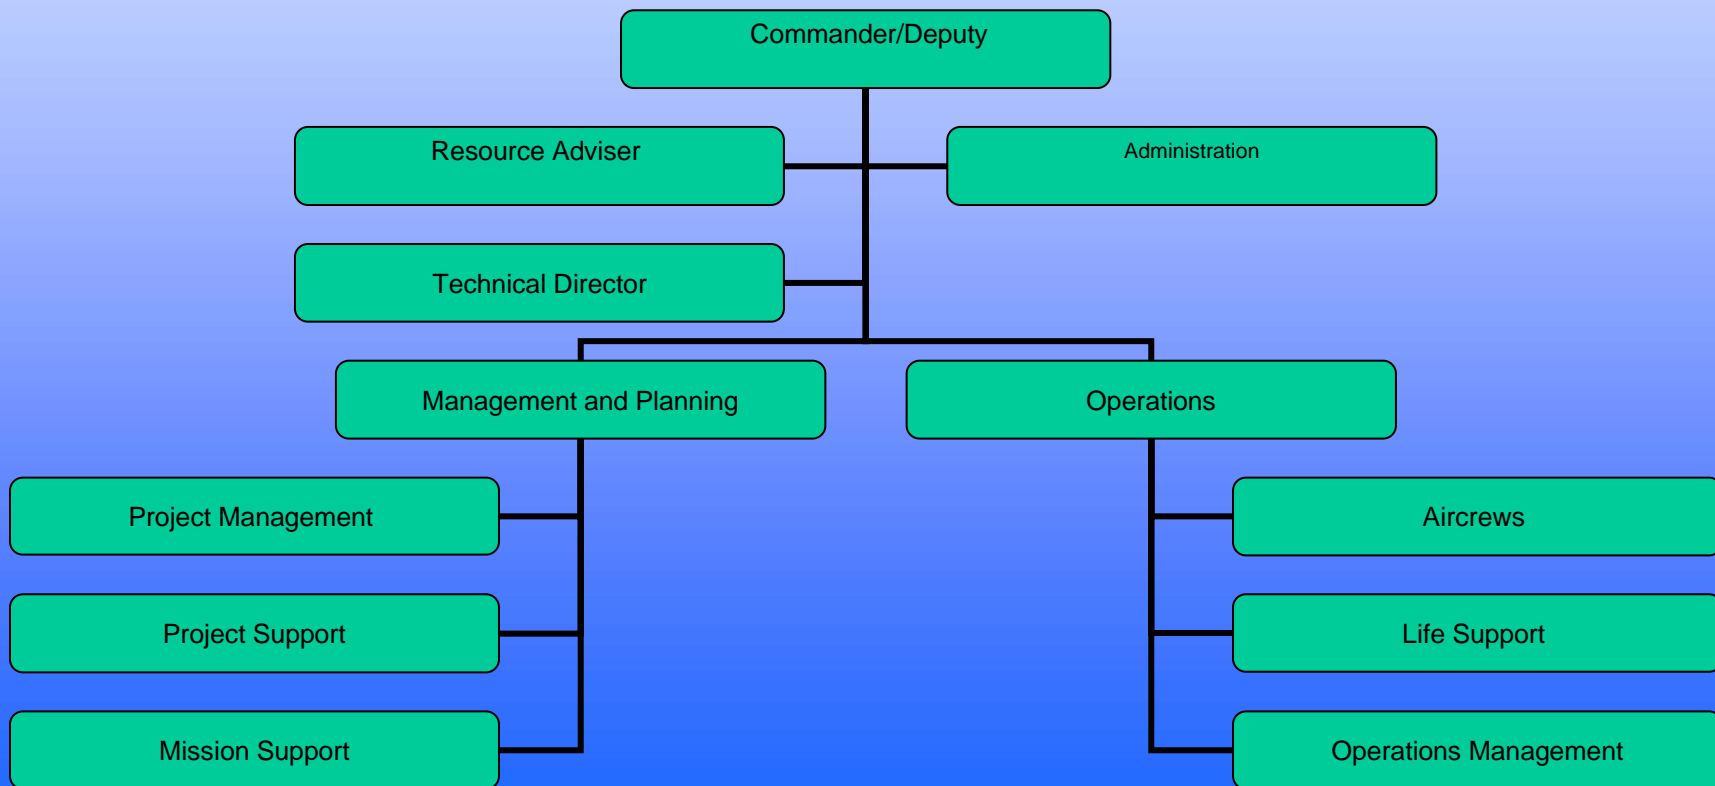 Commander/Deputy
Resource Adviser
Administration
Technical Director
Management and Planning
Operations
Project Management
Aircrews
Project Support
Life Support
Mission Support
Operations Management